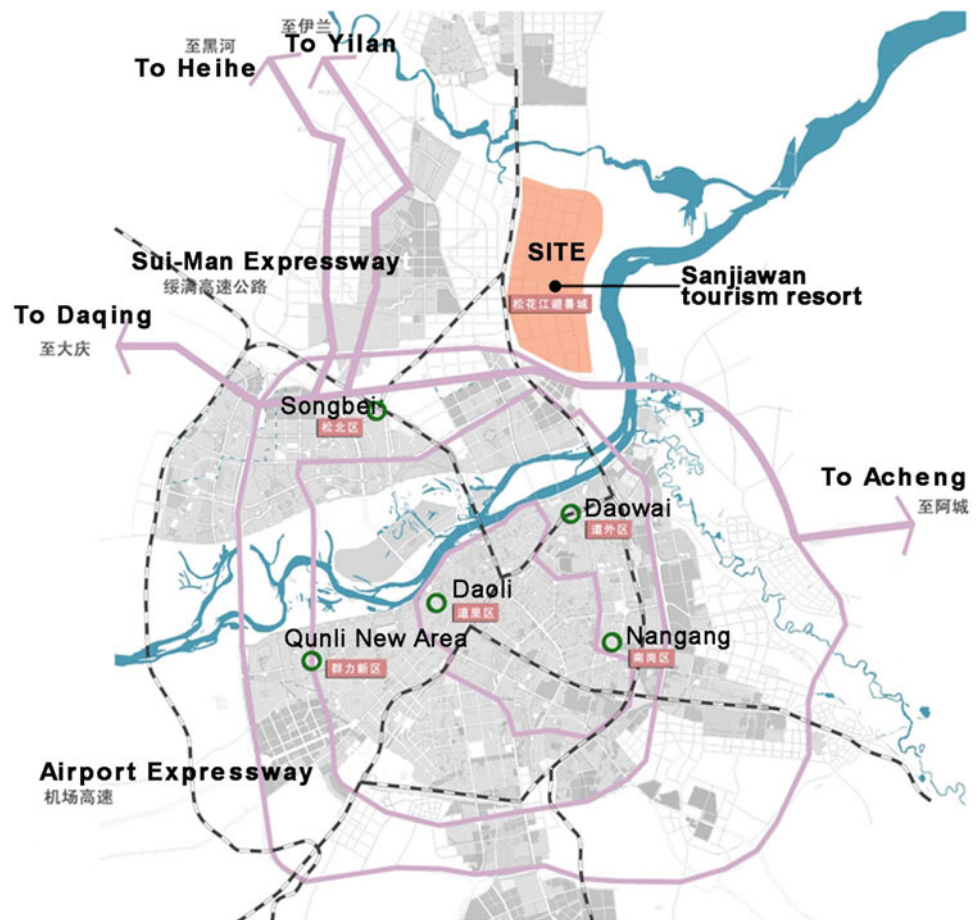 至黑河
To Heihe
至伊兰
To Yilan
Sui-Man Expressway
绥满高速公路
SITE
松花江避暑城
Sanjiawan
tourism resort
To Daqing
至大庆
Songbei
松北区
To Acheng
至阿城
Daowai
道外区
Daoli
道里区
Qunli New Area
群力新区
Nangang
南岗区
Airport Expressway
机场高速